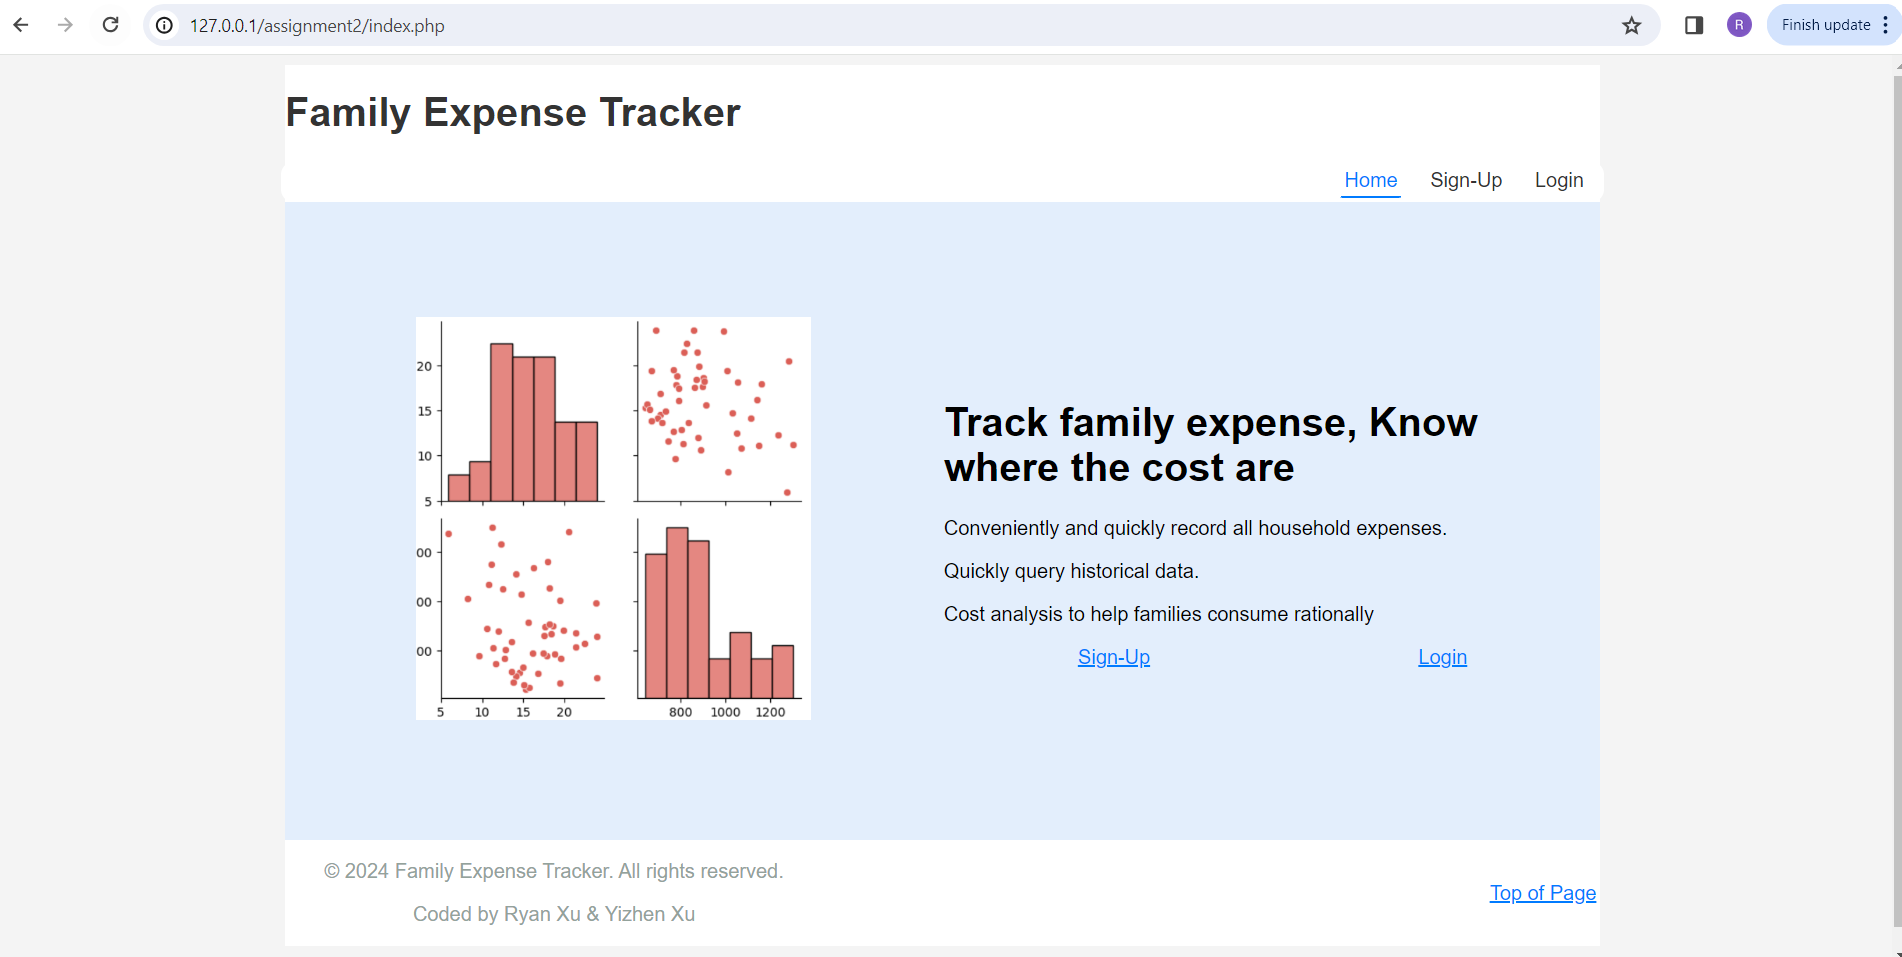 127.0.0.1/assignment2/index.php
R
Finish update
Family Expense Tracker
Home Sign-Up Login
20
15
10
5
00
00
00
5 10 15 20
800 1000 1200
Track family expense, Know
where the cost are
Conveniently and quickly record all household expenses.
Quickly query historical data.
Cost analysis to help families consume rationally
Sign-Up Login
© 2024 Family Expense Tracker. All rights reserved.
Coded by Ryan Xu & Yizhen Xu
Top of Page